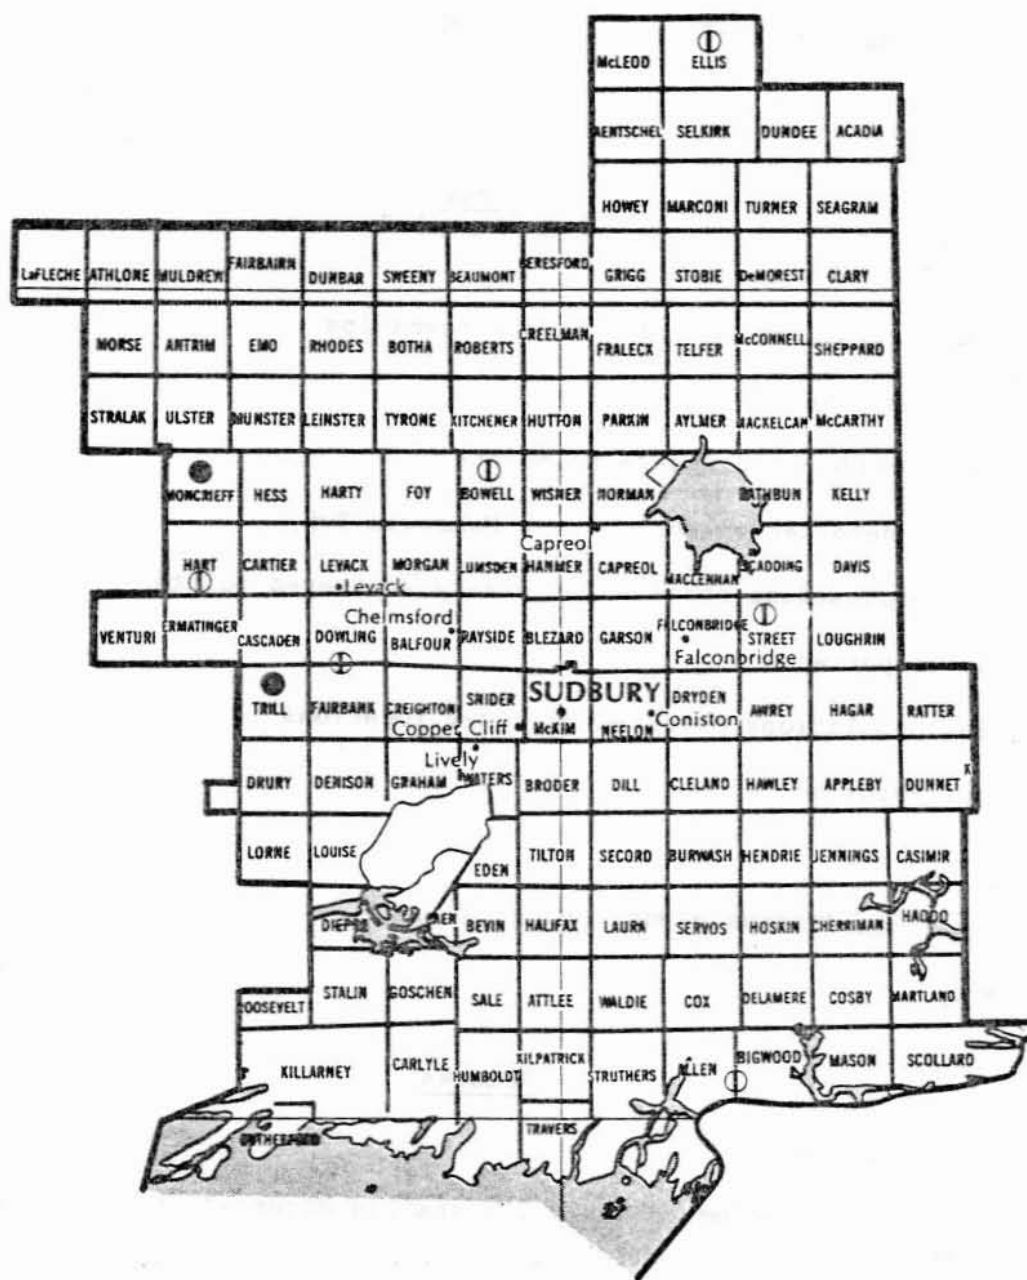 McLEOD ELLIS
SELKIRK DUNDEE ACADIA
HOWEY MARCONI TURNER SEAGRAM
LaFLECHE ATHLONE MULDREW FAIRBAIRN DUNBAR SWEENY BEAUMONT BERESFORD GRIGG STOBIE DeMOREST CLARY
MORSE ANTRIM EMO RHODES BOTHA ROBERTS CREELMAN FRALECK TELFER McCONNELL SHEPPARD
STRALAK ULSTER MUNSTER LEINSTER TYRONE KITCHENER HUTTON PARKIN AYLMER MACKELCAN McCARTHY
MONCRIEFF HESS HARTY FOY BOWELL WISNER NORMAN RATHBUN KELLY
Capreol
HART CARTIER LEVACK MORGAN LUMSDEN HANMER CAPREOL MACLENNAN SCADDING DAVIS
Levack
Chelmsford
VENTURI ERMATINGER CASCADEN DOWLING BALFOUR RAYSIDE BLEZARD GARSON FALCONBRIDGE STREET LOUGHRIN
Falconbridge
SUDBURY
TRILL FAIRBANK CREIGHTON SNIDER McKIM NEELON DRYDEN AWREY HAGAR RATTER
Copper Cliff Coniston
Lively
DRURY DENISON GRAHAM WATERS BRODER DILL CLELAND HAWLEY APPLEBY DUNNET
LORNE LOUISE EDEN TILTON SECORD BURWASH HENDRIE JENNINGS CASIMIR
BEVIN HALIFAX LAURA SERVOS HOSKIN CHERRIMAN HADDO
ROOSEVELT STALIN GOSCHEN SALE ATTLEE WALDIE COX DELAMERE COSBY MARTLAND
KILLARNEY CARLYLE HUMBOLDT KILPATRICK STRUTHERS ALLEN BIGWOOD MASON SCOLLARD
RUTHERFORD TRAVERS